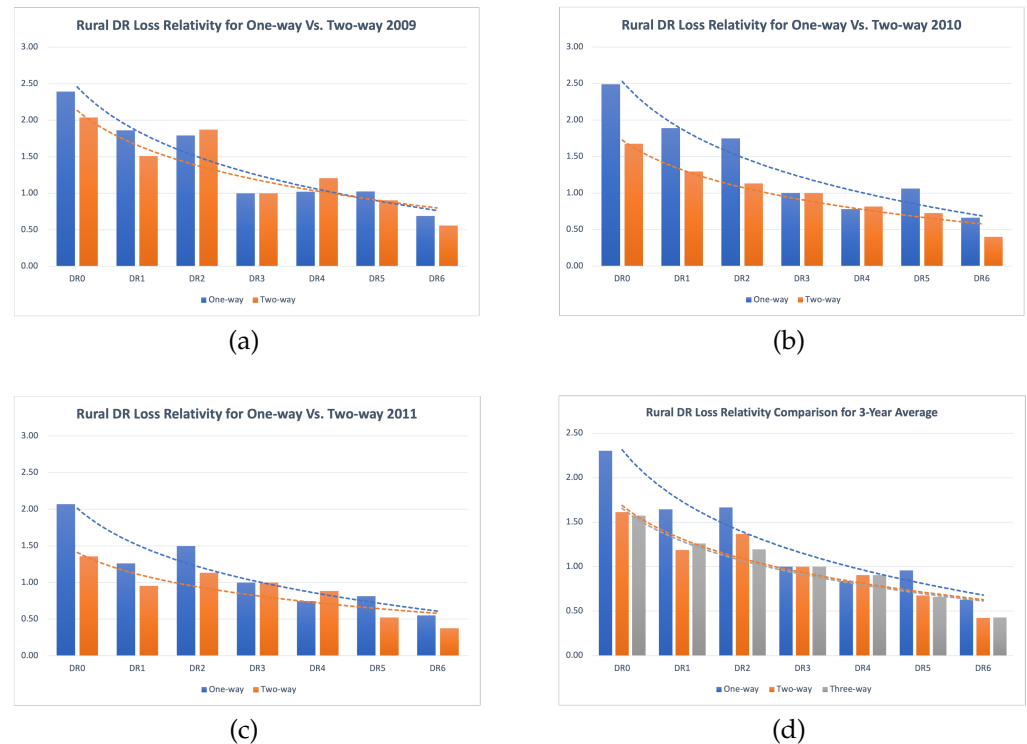 Rural DR Loss Relativity for One-way Vs. Two-way 2009
3.00
2.50
2.00
1.50
1.00
0.50
0.00
DR0 DR1 DR2 DR3 DR4 DR5 DR6
One-way Two-way
(a)
Rural DR Loss Relativity for One-way Vs. Two-way 2010
3.00
2.50
2.00
1.50
1.00
0.50
0.00
DR0 DR1 DR2 DR3 DR4 DR5 DR6
One-way Two-way
(b)
Rural DR Loss Relativity for One-way Vs. Two-way 2011
3.00
2.50
2.00
1.50
1.00
0.50
0.00
DR0 DR1 DR2 DR3 DR4 DR5 DR6
One-way Two-way
(c)
Rural DR Loss Relativity Comparison for 3-Year Average
2.50
2.00
1.50
1.00
0.50
0.00
DR0 DR1 DR2 DR3 DR4 DR5 DR6
One-way Two-way Three-way
(d)